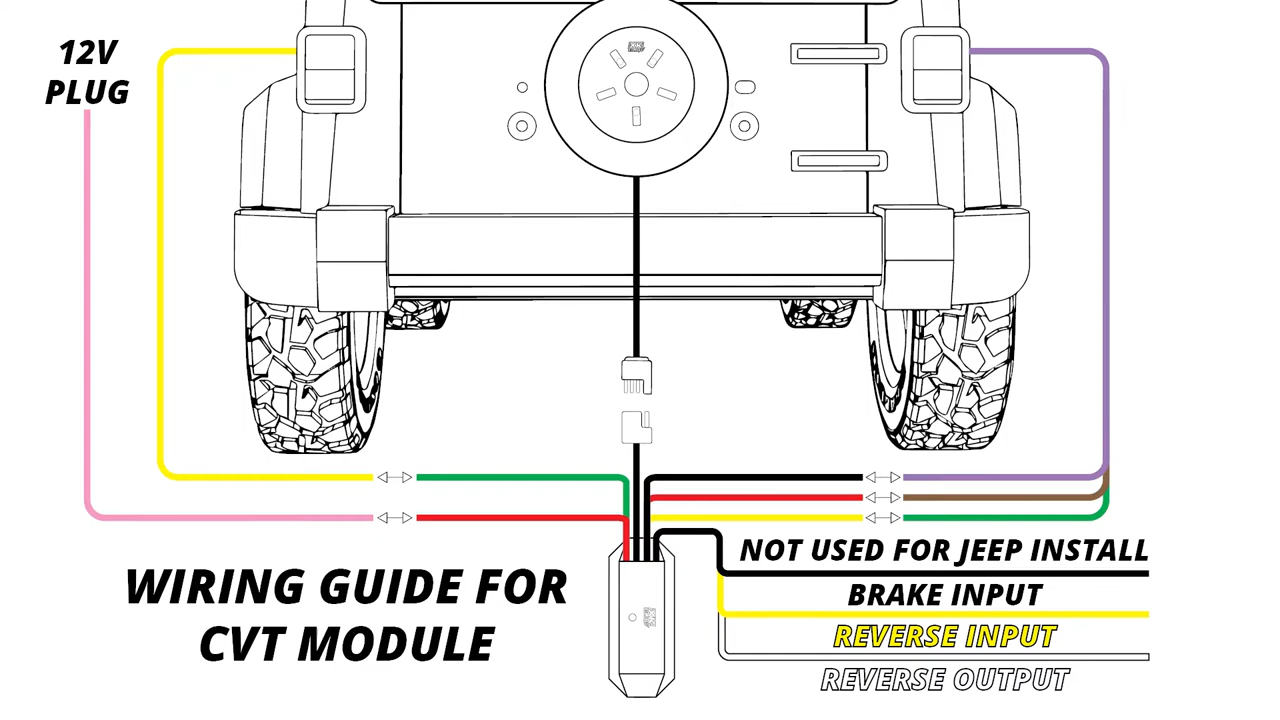 12V
PLUG
NOT USED FOR JEEP INSTALL
BRAKE INPUT
REVERSE INPUT
REVERSE OUTPUT
WIRING GUIDE FOR
CVT MODULE